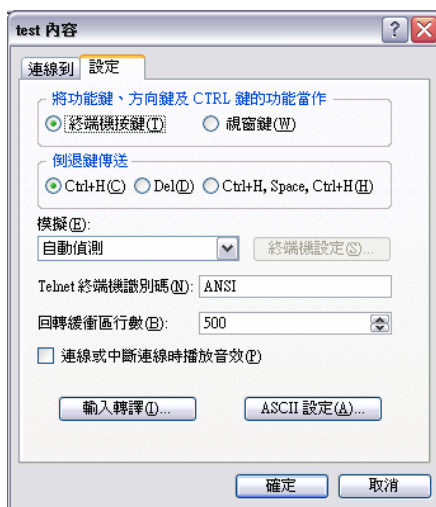 test 內容
連線到 設定
將功能鍵、方向鍵及 CTRL 鍵的功能當作
終端機按鍵(T) 視窗鍵(W)
倒退鍵傳送
Ctrl+H(C) Del(D) Ctrl+H, Space, Ctrl+H(H)
模擬(E):
自動偵測 終端機設定(S)...
Telnet 終端機識別碼(N): ANSI
回轉緩衝區行數(B): 500
連線或中斷連線時播放音效(P)
輸入轉譯(I)... ASCII 設定(A)...
確定 取消